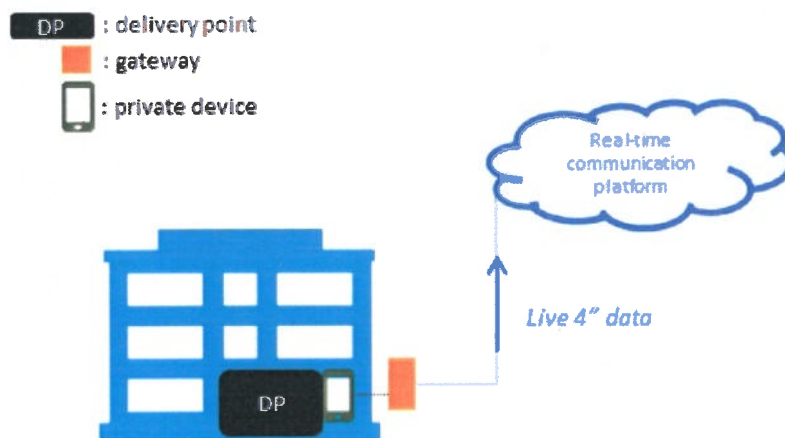 DP : delivery point
: gateway
: private device
Real-time
communication
platform
Live 4” data
DP